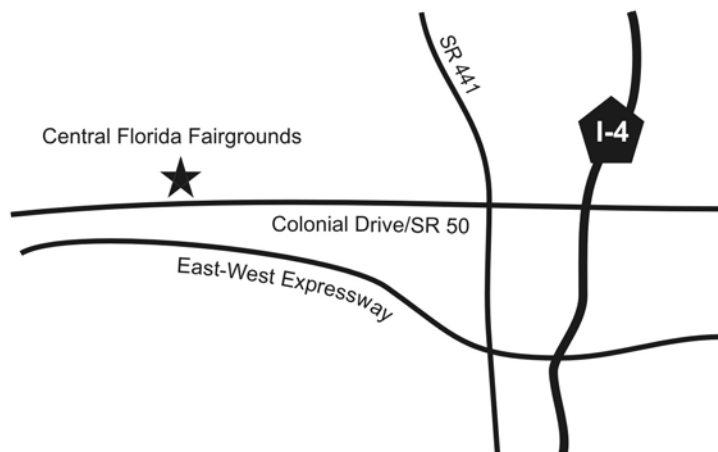 SR 441
I-4
Central Florida Fairgrounds
Colonial Drive/SR 50
East-West Expressway